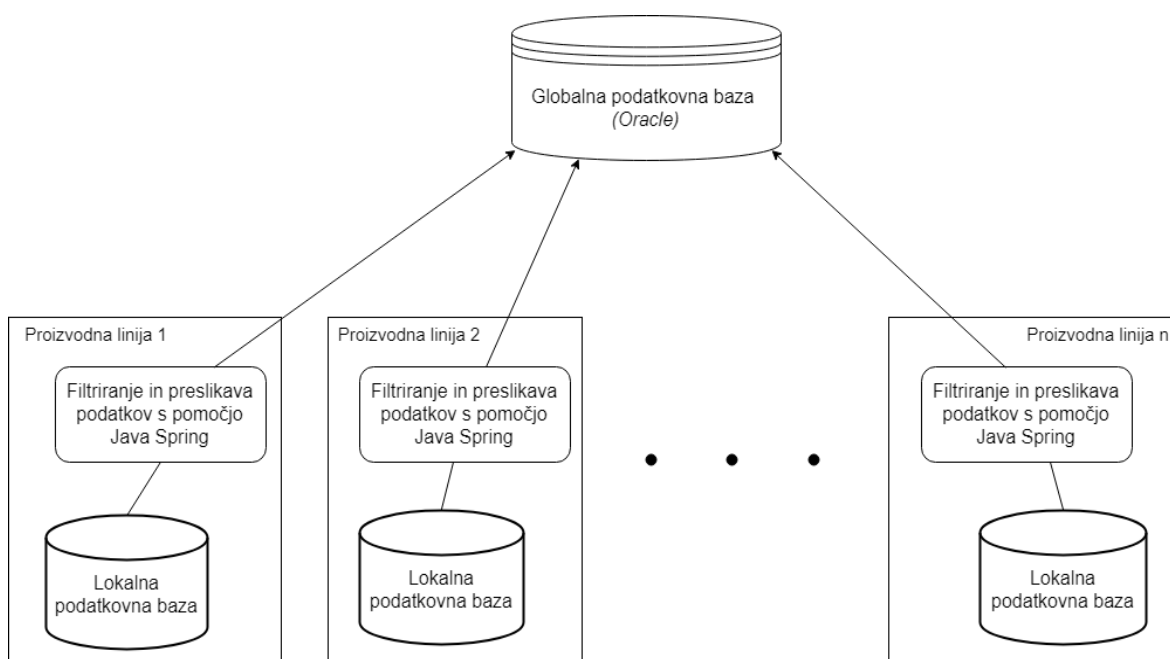 Globalna podatkovna baza
(Oracle)
Proizvodna linija 1
Filtriranje in preslikava
podatkov s pomočjo
Java Spring
Lokalna
podatkovna baza
Proizvodna linija 2
Filtriranje in preslikava
podatkov s pomočjo
Java Spring
Lokalna
podatkovna baza
Proizvodna linija n
Filtriranje in preslikava
podatkov s pomočjo
Java Spring
Lokalna
podatkovna baza